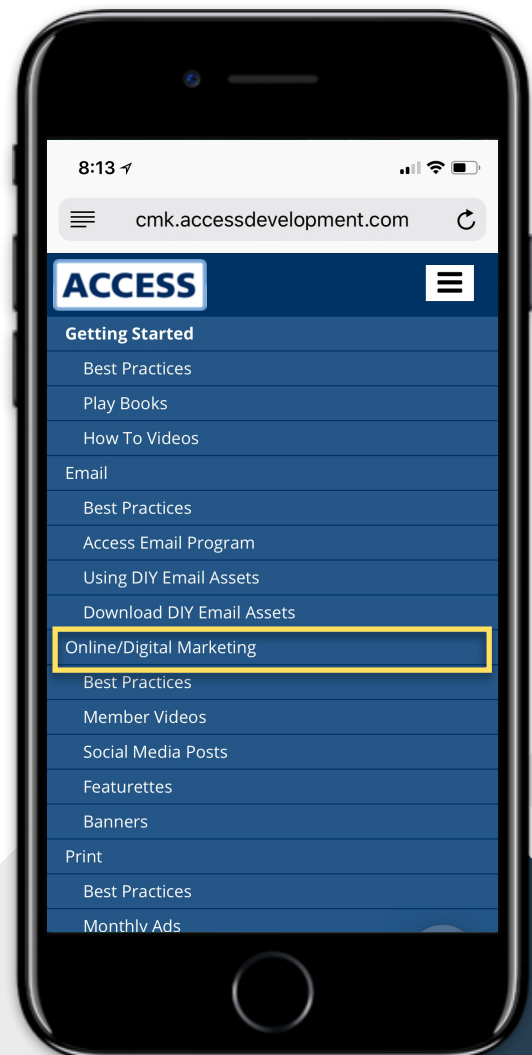 8:13
cmk.accessdevelopment.com
ACCESS
Getting Started
Best Practices
Play Books
How To Videos
Email
Best Practices
Access Email Program
Using DIY Email Assets
Download DIY Email Assets
Online/Digital Marketing
Best Practices
Member Videos
Social Media Posts
Featurettes
Banners
Print
Best Practices
Monthly Ads